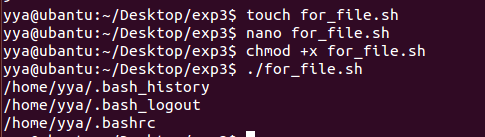 yya@ubantu:~/Desktop/exp3$ touch for_file.sh
yya@ubantu:~/Desktop/exp3$ nano for_file.sh
yya@ubantu:~/Desktop/exp3$ chmod +x for_file.sh
yya@ubantu:~/Desktop/exp3$ ./for_file.sh
/home/yya/.bash_history
/home/yya/.bash_logout
/home/yya/.bashrc
yya@ubantu:~/Desktop/exp3$